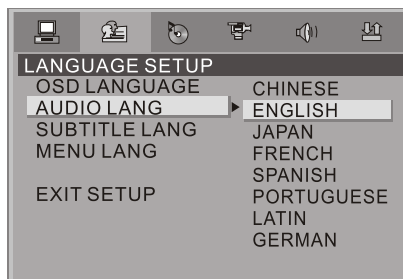 LANGUAGE SETUP
OSD LANGUAGE
AUDIO LANG
SUBTITLE LANG
MENU LANG
EXIT SETUP
CHINESE
ENGLISH
JAPAN
FRENCH
SPANISH
PORTUGUESE
LATIN
GERMAN